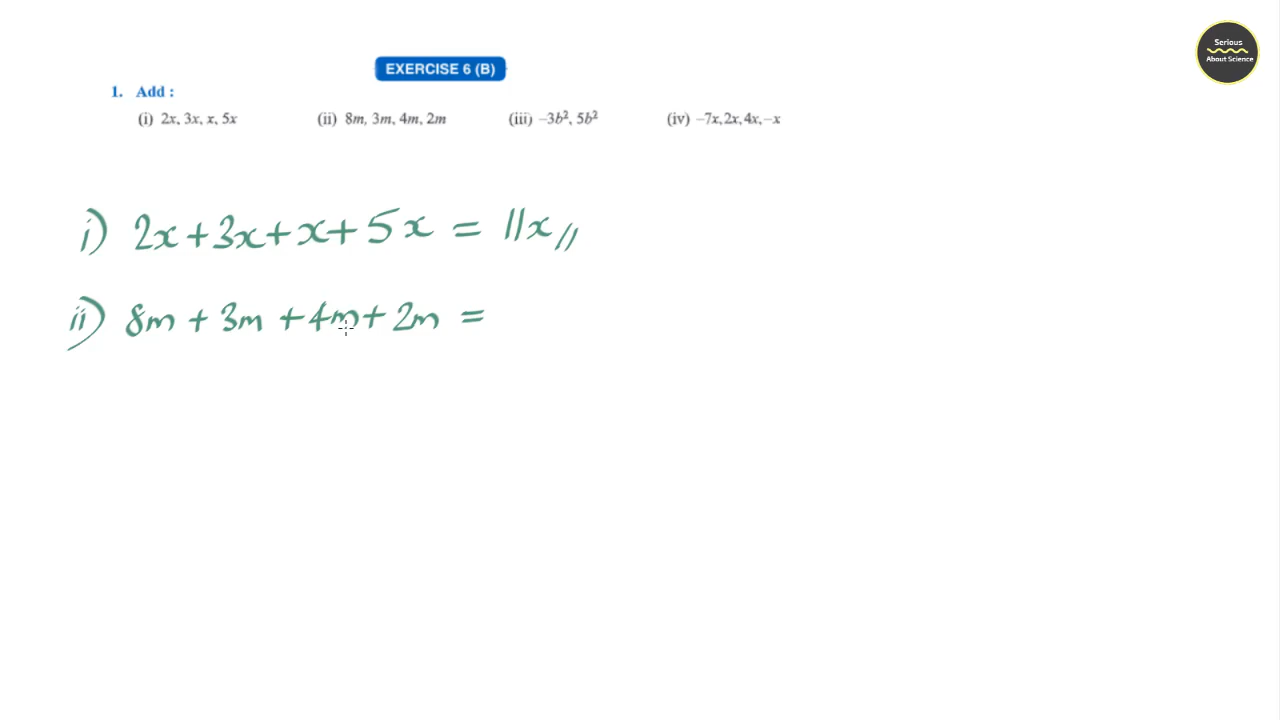 Serious
About Science
EXERCISE 6 (B)
1. Add :
(i) 2x, 3x, x, 5x (ii) 8m, 3m, 4m, 2m (iii) –3b², 5b² (iv) –7x, 2x, 4x, –x
i) 2x + 3x + x + 5x = 11x //
ii) 8m + 3m + 4m + 2m =